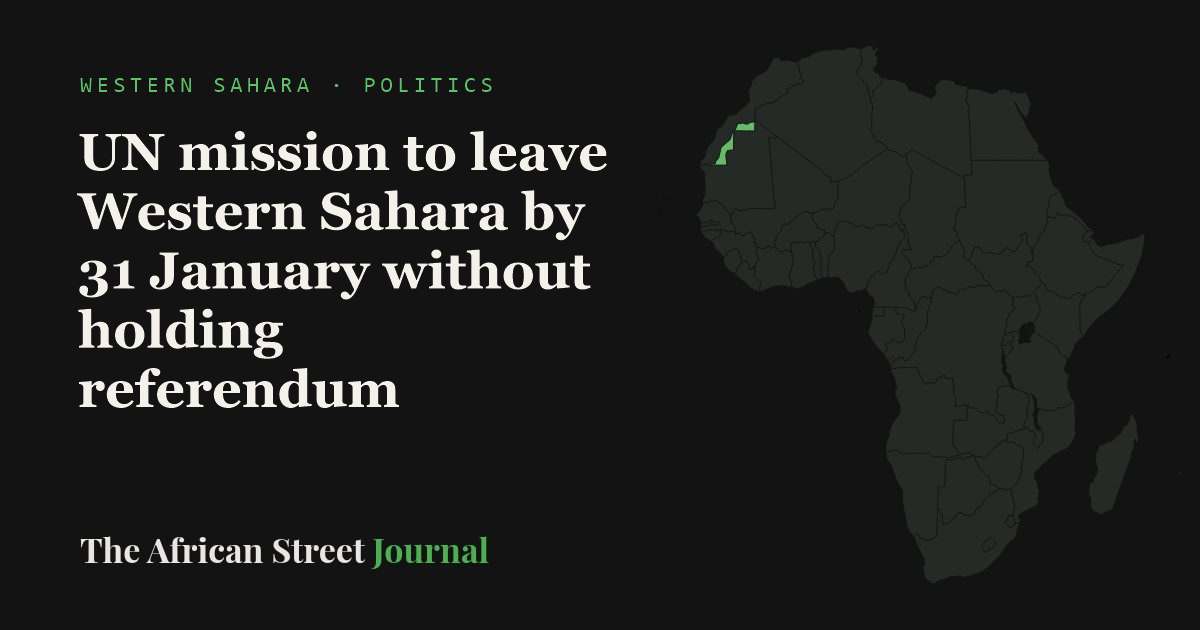 WESTERN SAHARA · POLITICS
UN mission to leave
Western Sahara by
31 January without
holding
referendum
The African Street Journal